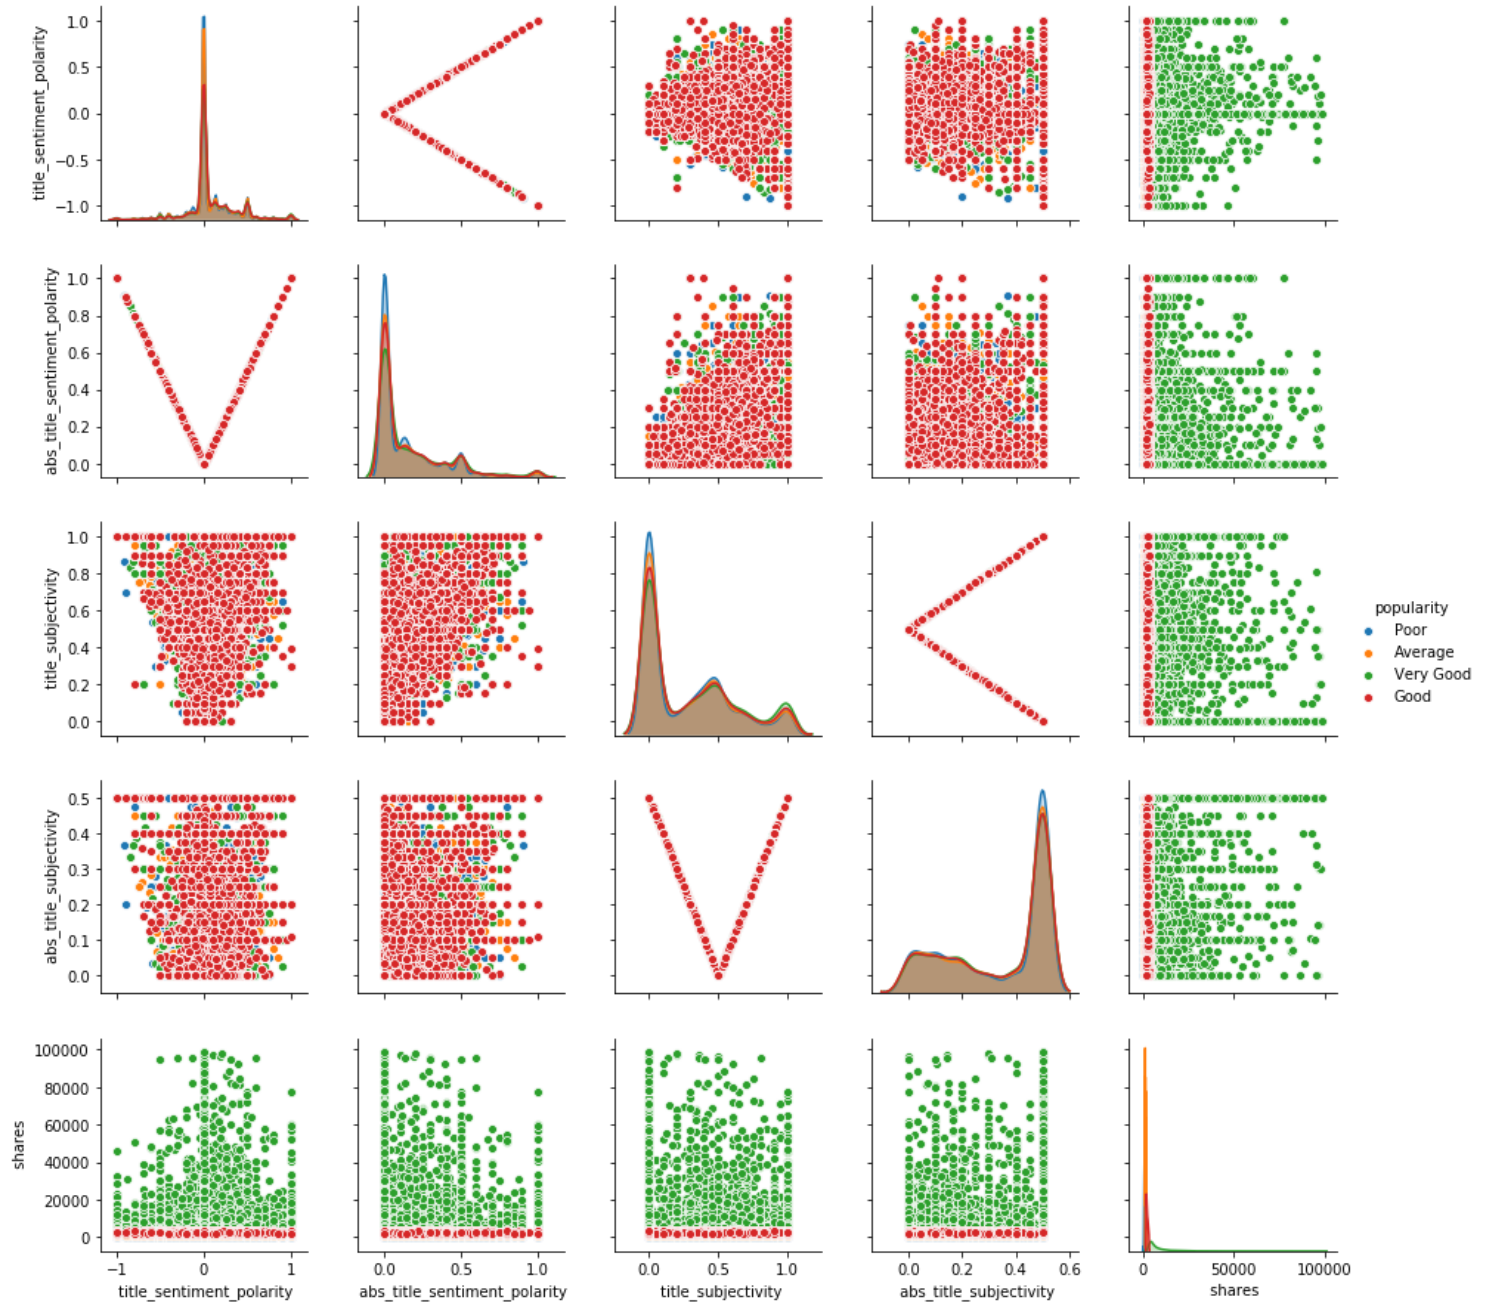 1.0
0.5
0.0
−0.5
−1.0
title_sentiment_polarity
1.0
0.8
0.6
0.4
0.2
0.0
abs_title_sentiment_polarity
1.0
0.8
0.6
0.4
0.2
0.0
title_subjectivity
popularity
Poor
Average
Very Good
Good
0.5
0.4
0.3
0.2
0.1
0.0
abs_title_subjectivity
100000
80000
60000
40000
20000
0
shares
−1 0 1
title_sentiment_polarity
0.0 0.5 1.0
abs_title_sentiment_polarity
0.0 0.5 1.0
title_subjectivity
0.0 0.2 0.4 0.6
abs_title_subjectivity
0 50000 100000
shares